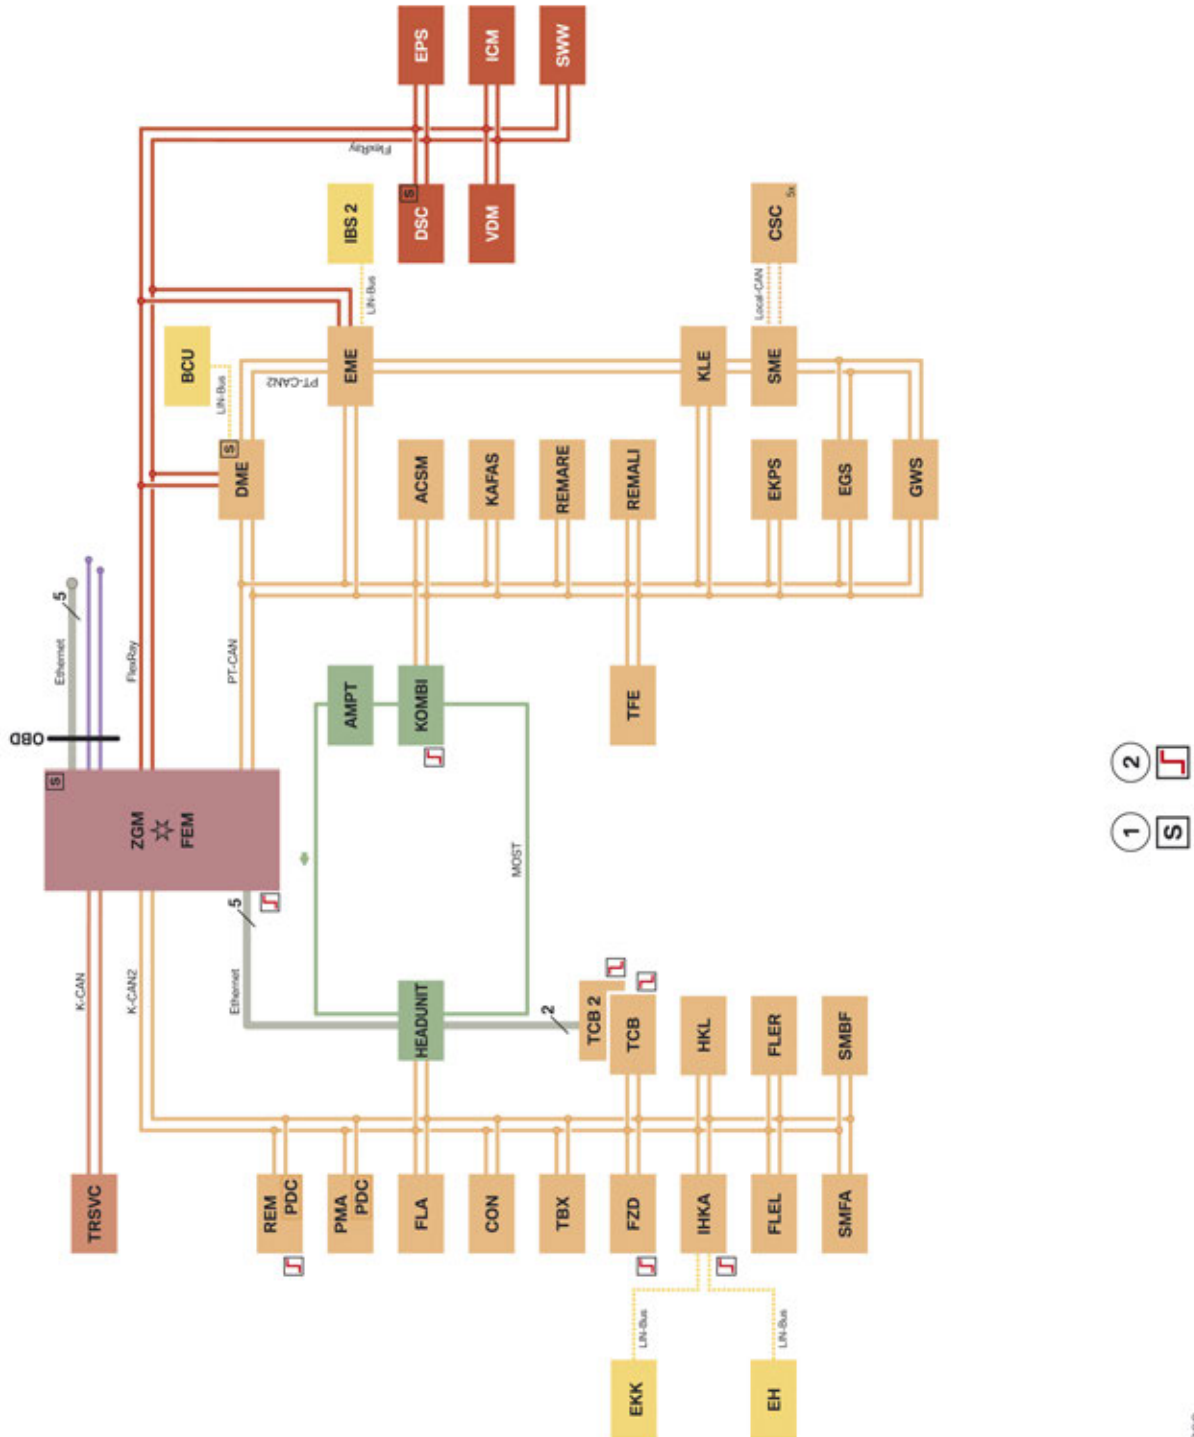 OBD
Ethernet
5
S
K-CAN
TRSVC
K-CAN2
ZGM
FEM
FlexRay
BCU
LIN-Bus
PT-CAN
Ethernet
5
DME
S
PT-CAN2
REM
PDC
PMA
PDC
AMPT
EME
IBS 2
LIN-Bus
FlexRay
FLA
HEADUNIT
KOMBI
ACSM
DSC
S
EPS
CON
KAFAS
VDM
ICM
MOST
2
TBX
TCB 2
REMARE
SWW
FZD
TCB
TFE
REMALI
EKK
LIN-Bus
IHKA
HKL
KLE
EH
LIN-Bus
FLEL
FLER
EKPS
SME
Local-CAN
CSC
5x
SMFA
SMBF
EGS
GWS
1
S
2